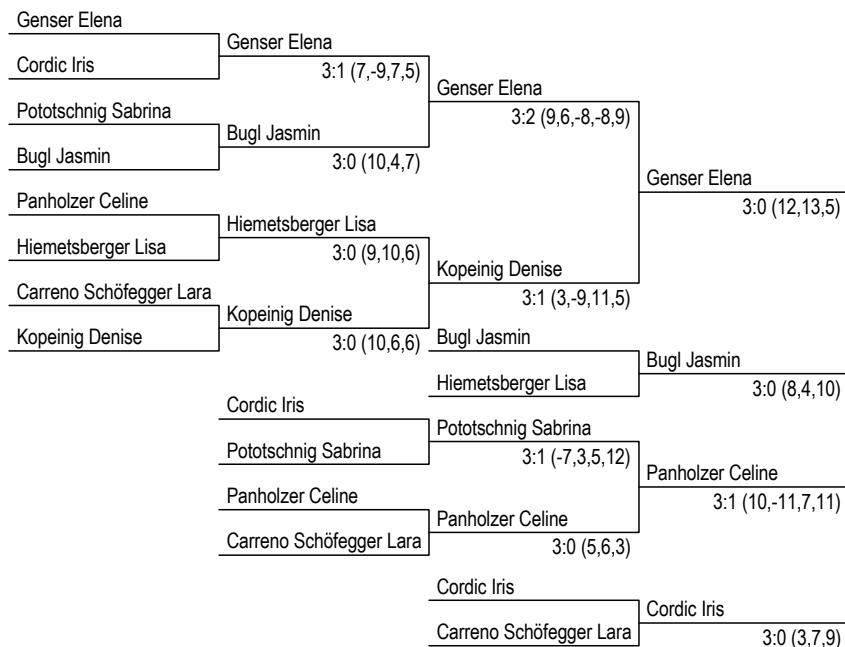 Genser Elena
Genser Elena
Cordic Iris
3:1 (7,-9,7,5)
Genser Elena
Pototschnig Sabrina
3:2 (9,6,-8,-8,9)
Bugl Jasmin
Bugl Jasmin
3:0 (10,4,7)
Genser Elena
Panholzer Celine
3:0 (12,13,5)
Hiemetsberger Lisa
Hiemetsberger Lisa
3:0 (9,10,6)
Kopeinig Denise
Carreno Schöfegger Lara
3:1 (3,-9,11,5)
Kopeinig Denise
Kopeinig Denise
3:0 (10,6,6)
Bugl Jasmin
Bugl Jasmin
Hiemetsberger Lisa
3:0 (8,4,10)
Cordic Iris
Pototschnig Sabrina
Pototschnig Sabrina
3:1 (-7,3,5,12)
Panholzer Celine
Panholzer Celine
3:1 (10,-11,7,11)
Panholzer Celine
Carreno Schöfegger Lara
3:0 (5,6,3)
Cordic Iris
Cordic Iris
Carreno Schöfegger Lara
3:0 (3,7,9)